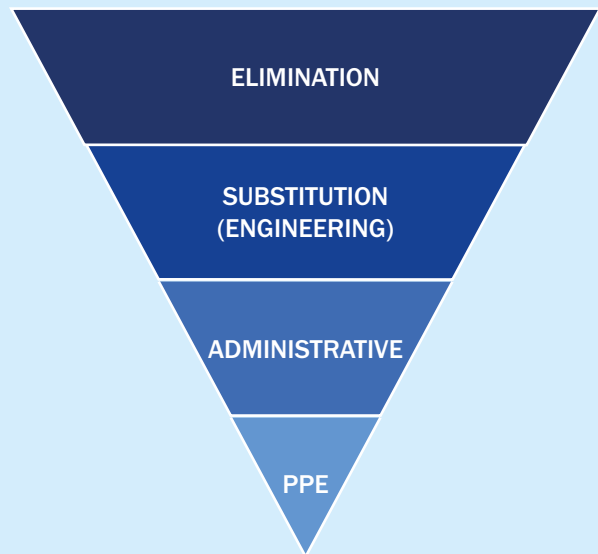 ELIMINATION
SUBSTITUTION
(ENGINEERING)
ADMINISTRATIVE
PPE